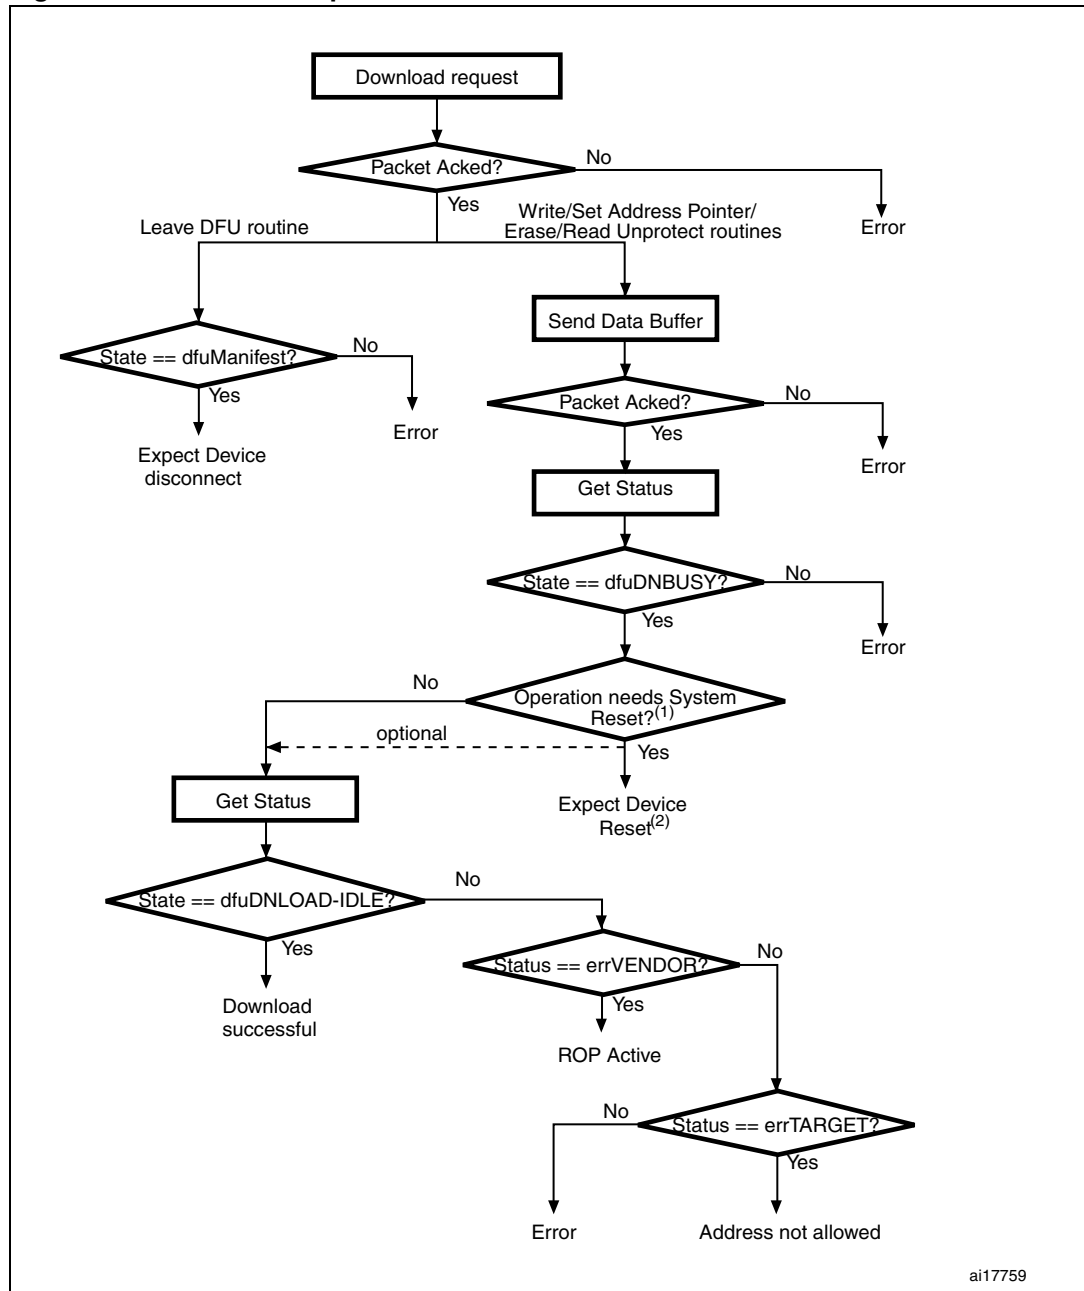 Download request
Packet Acked?
No
Yes
Error
Leave DFU routine
Write/Set Address Pointer/
Erase/Read Unprotect routines
Send Data Buffer
State == dfuManifest?
No
Yes
Error
Expect Device
disconnect
Packet Acked?
No
Yes
Error
Get Status
State == dfuDNBUSY?
No
Yes
Error
Operation needs System
Reset?(1)
No
optional
Yes
Get Status
Expect Device
Reset(2)
State == dfuDNLOAD-IDLE?
No
Yes
Download
successful
Status == errVENDOR?
No
Yes
ROP Active
Status == errTARGET?
No
Yes
Error
Address not allowed
ai17759